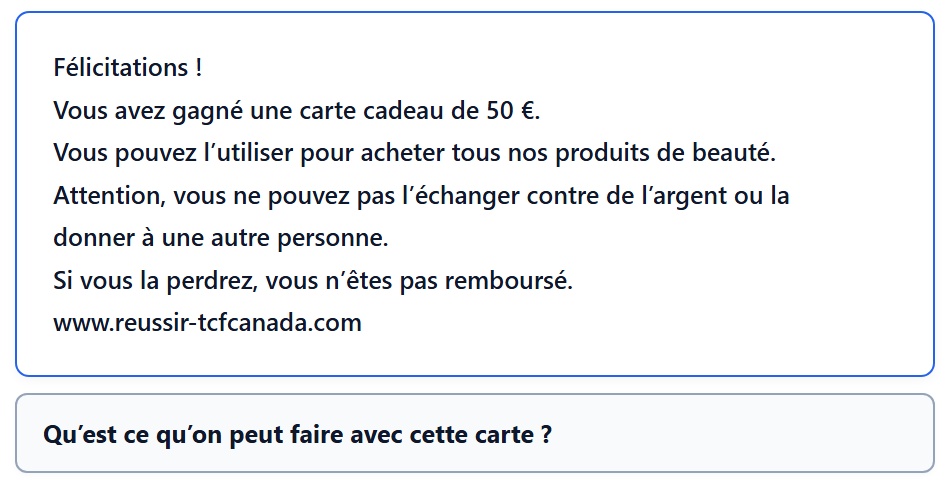 Félicitations !
Vous avez gagné une carte cadeau de 50 €.
Vous pouvez l’utiliser pour acheter tous nos produits de beauté.
Attention, vous ne pouvez pas l’échanger contre de l’argent ou la
donner à une autre personne.
Si vous la perdrez, vous n’êtes pas remboursé.
www.reussir-tcfcanada.com
Qu’est ce qu’on peut faire avec cette carte ?